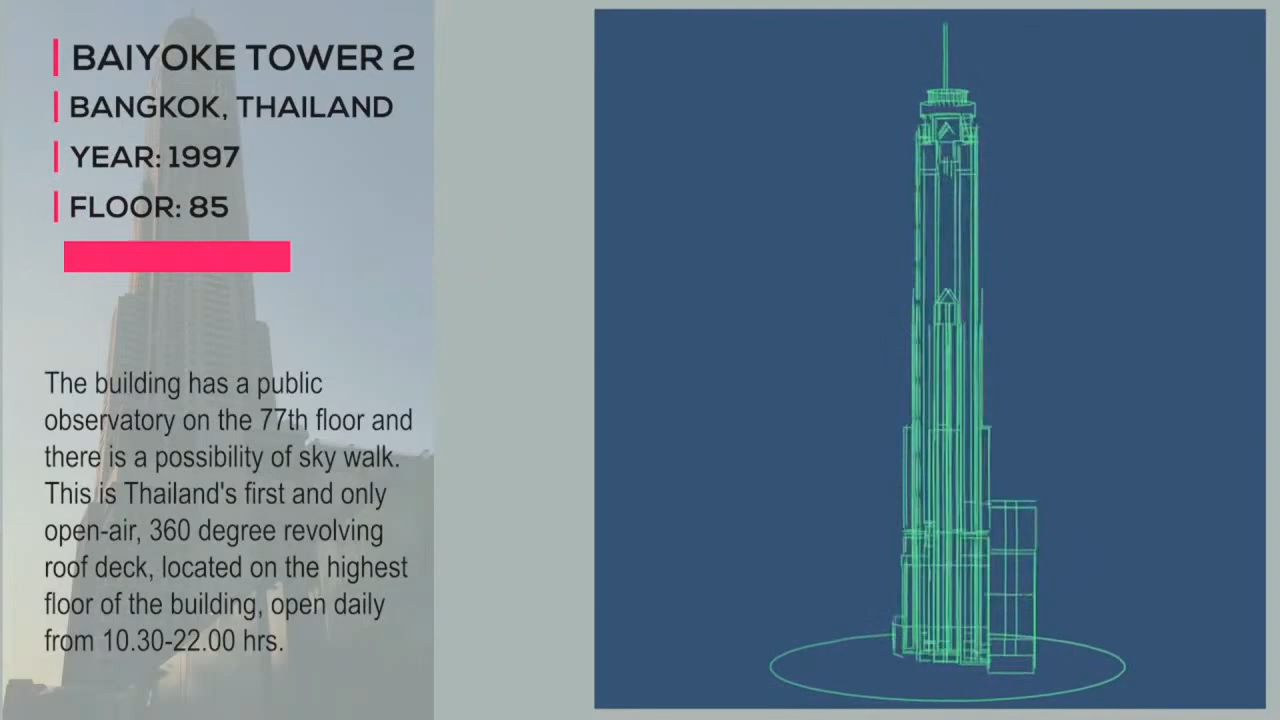 BAIYOKE TOWER 2
BANGKOK, THAILAND
YEAR: 1997
FLOOR: 85
The building has a public
observatory on the 77th floor and
there is a possibility of sky walk.
This is Thailand's first and only
open-air, 360 degree revolving
roof deck, located on the highest
floor of the building, open daily
from 10.30-22.00 hrs.